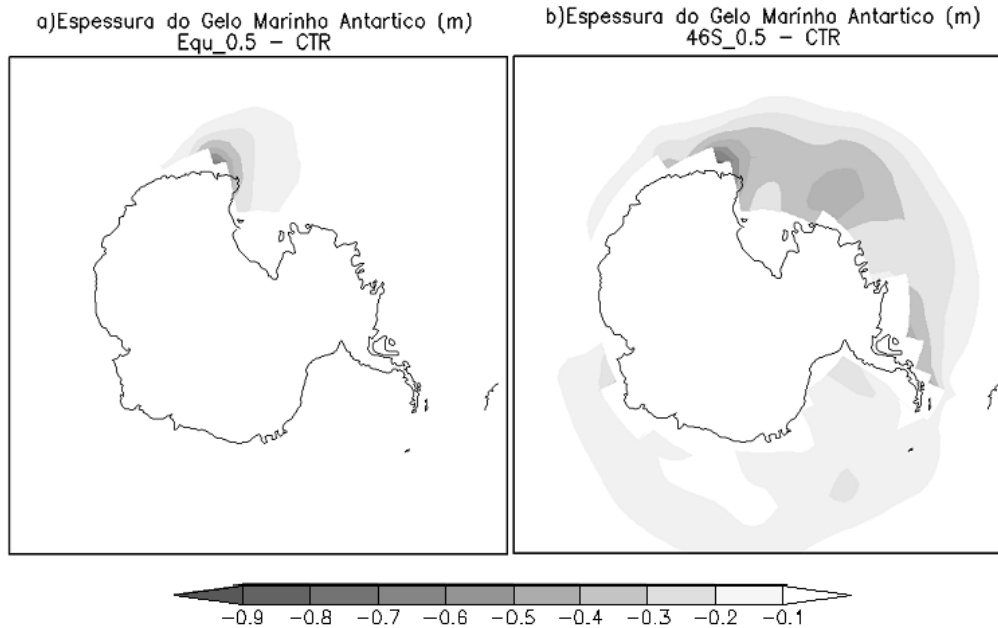 a)Espessura do Gelo Marinho Antartico (m)
Equ_0.5 – CTR
b)Espessura do Gelo Marinho Antartico (m)
46S_0.5 – CTR
−0.9 −0.8 −0.7 −0.6 −0.5 −0.4 −0.3 −0.2 −0.1